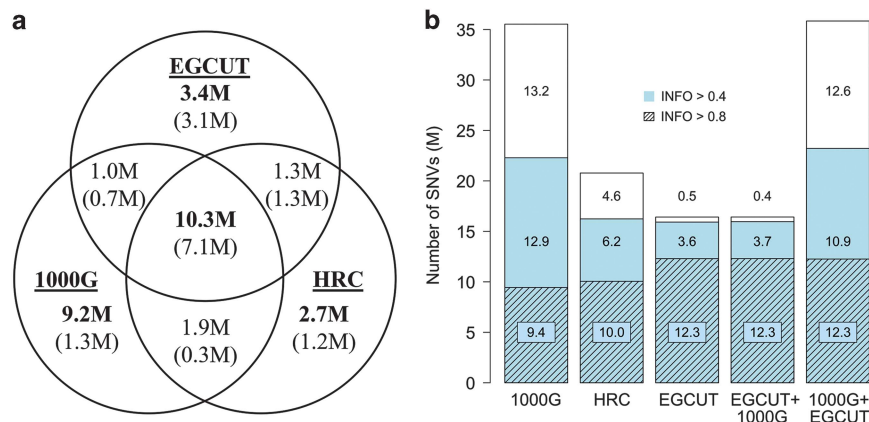 a
EGCUT
3.4M
(3.1M)
1.0M
(0.7M)
1.3M
(1.3M)
10.3M
(7.1M)
1000G
9.2M
(1.3M)
HRC
2.7M
(1.2M)
1.9M
(0.3M)
b
Number of SNVs (M)
35
30
25
20
15
10
5
0
INFO > 0.4
INFO > 0.8
13.2
12.9
9.4
4.6
6.2
10.0
0.5
3.6
12.3
0.4
3.7
12.3
12.6
10.9
12.3
1000G
HRC
EGCUT
EGCUT+
1000G
1000G+
EGCUT